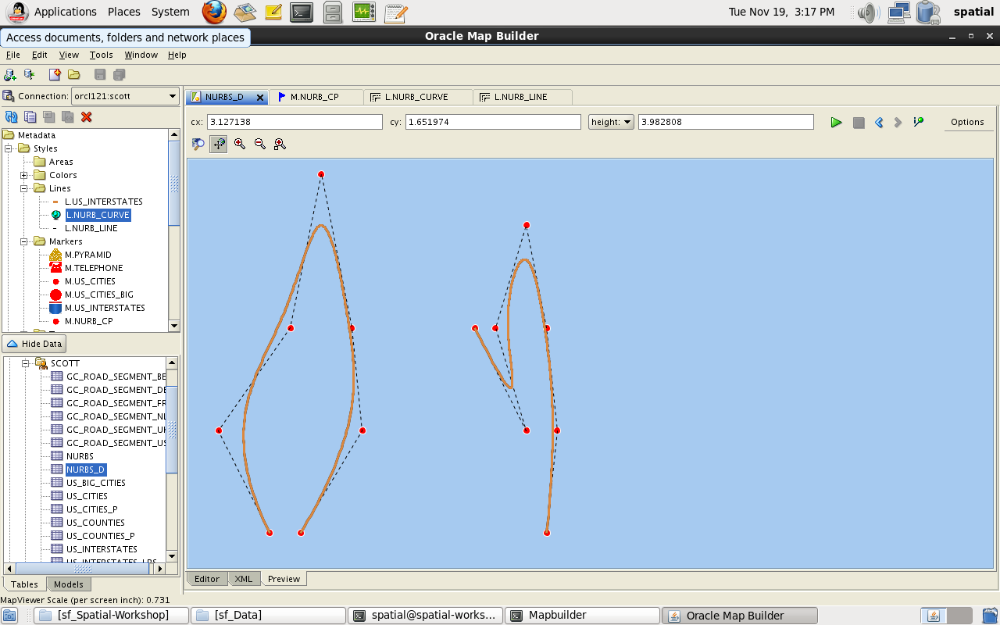 Applications Places System Tue Nov 19, 3:17 PM spatial
Access documents, folders and network places
Oracle Map Builder
File Edit View Tools Window Help
Connection: orcl121:scott
NURBS_D M.NURB_CP L.NURB_CURVE L.NURB_LINE
cx: 3.127138 cy: 1.651974 height: 3.982808 Options
Metadata
Styles
Areas
Colors
Lines
L.US_INTERSTATES
L.NURB_CURVE
L.NURB_LINE
Markers
M.PYRAMID
M.TELEPHONE
M.US_CITIES
M.US_CITIES_BIG
M.US_INTERSTATES
M.NURB_CP
Hide Data
SCOTT
GC_ROAD_SEGMENT_BE
GC_ROAD_SEGMENT_DE
GC_ROAD_SEGMENT_FR
GC_ROAD_SEGMENT_NL
GC_ROAD_SEGMENT_UK
GC_ROAD_SEGMENT_US
NURBS
NURBS_D
US_BIG_CITIES
US_CITIES
US_CITIES_P
US_COUNTIES
US_COUNTIES_P
US_INTERSTATES
US_INTERSTATES_LRS
Tables Models
Editor XML Preview
MapViewer Scale (per screen inch): 0.731
[sf_Spatial-Workshop] [sf_Data] spatial@spatial-works... Mapbuilder Oracle Map Builder